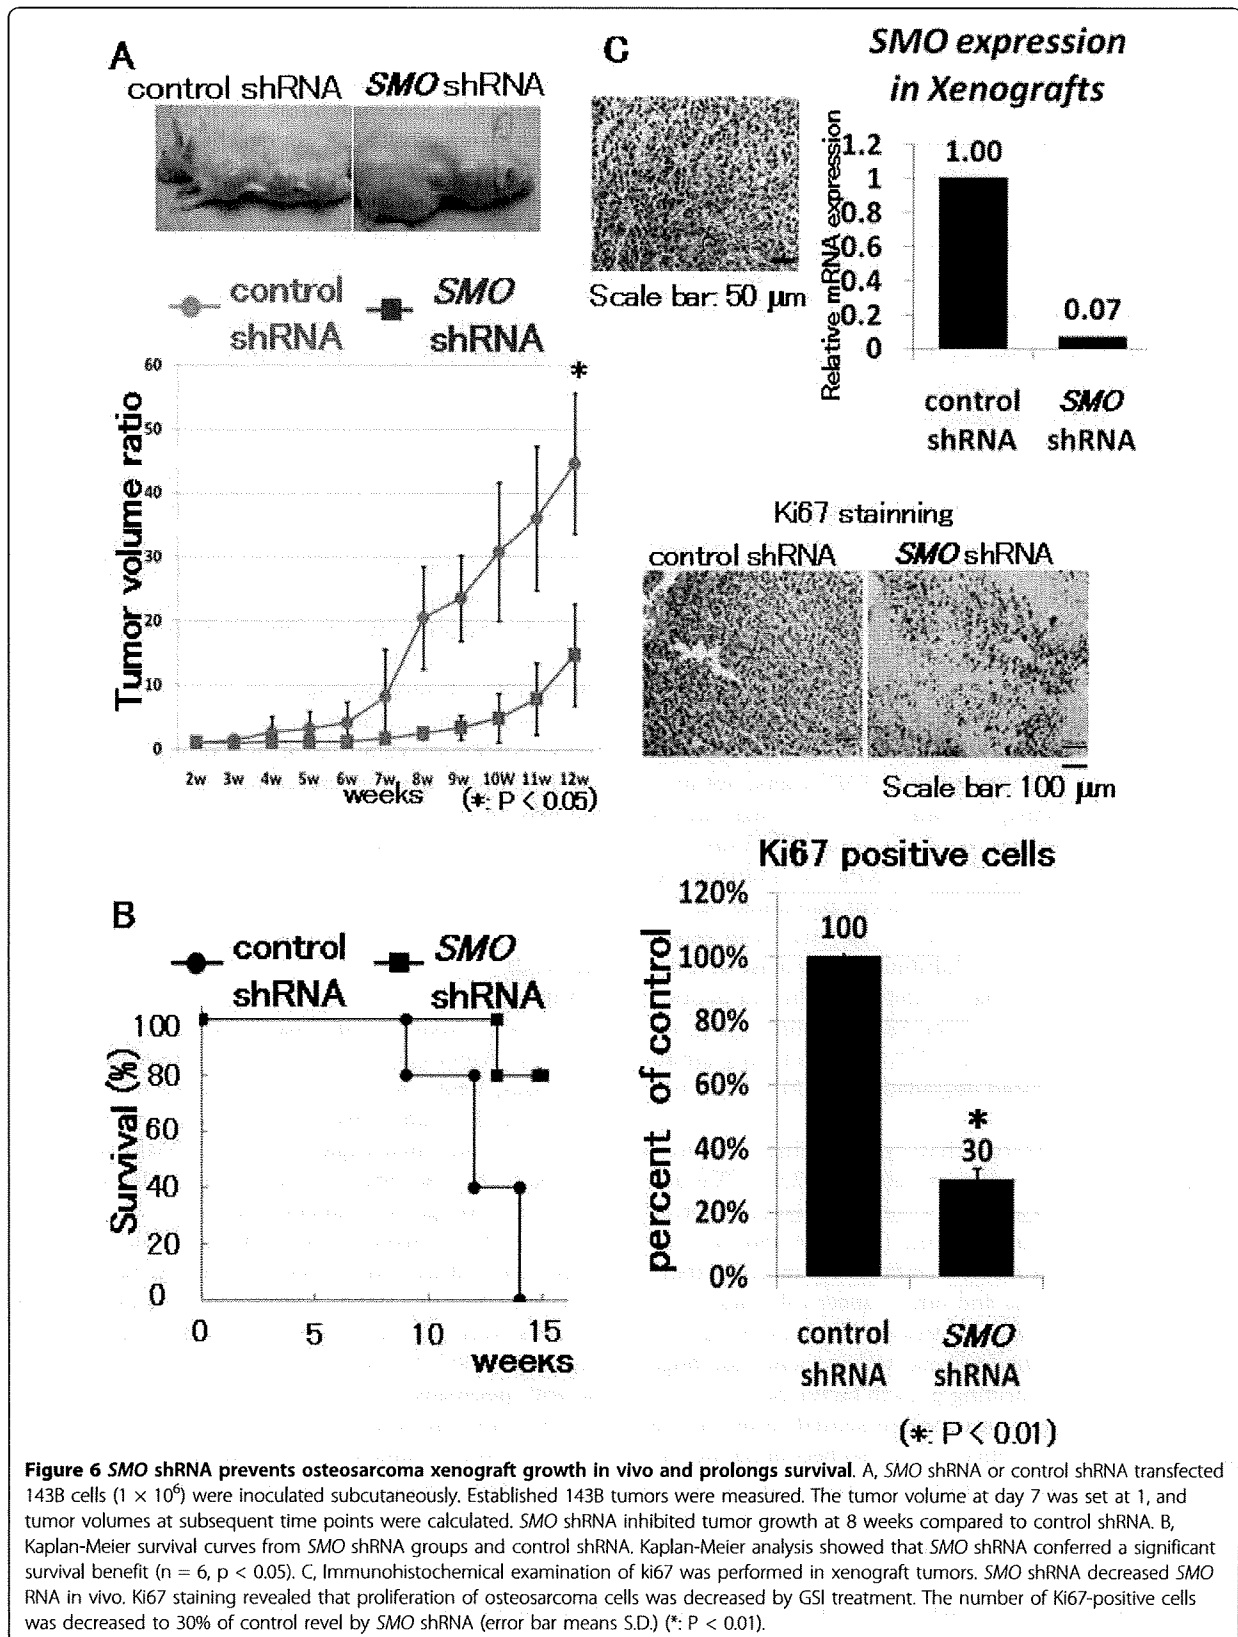 A
control shRNA SMO shRNA
control shRNA SMO shRNA
Tumor volume ratio
60
50
40
30
20
10
0
2w 3w 4w 5w 6w 7w 8w 9w 10W 11w 12w
weeks (*: P < 0.05)
*
B
control shRNA SMO shRNA
Survival (%)
100
80
60
40
20
0
0 5 10 15
weeks
C
SMO expression
in Xenografts
Scale bar: 50 µm
Relative mRNA expression
1.2
1
0.8
0.6
0.4
0.2
0
1.00
0.07
control shRNA SMO shRNA
Ki67 stainning
control shRNA SMO shRNA
Scale bar: 100 µm
Ki67 positive cells
percent of control
120%
100%
80%
60%
40%
20%
0%
100
*
30
control shRNA SMO shRNA
(*: P < 0.01)
Figure 6 SMO shRNA prevents osteosarcoma xenograft growth in vivo and prolongs survival. A, SMO shRNA or control shRNA transfected
143B cells (1 × 10⁶) were inoculated subcutaneously. Established 143B tumors were measured. The tumor volume at day 7 was set at 1, and
tumor volumes at subsequent time points were calculated. SMO shRNA inhibited tumor growth at 8 weeks compared to control shRNA. B,
Kaplan-Meier survival curves from SMO shRNA groups and control shRNA. Kaplan-Meier analysis showed that SMO shRNA conferred a significant
survival benefit (n = 6, p < 0.05). C, Immunohistochemical examination of ki67 was performed in xenograft tumors. SMO shRNA decreased SMO
RNA in vivo. Ki67 staining revealed that proliferation of osteosarcoma cells was decreased by GSI treatment. The number of Ki67-positive cells
was decreased to 30% of control revel by SMO shRNA (error bar means S.D.) (*: P < 0.01).